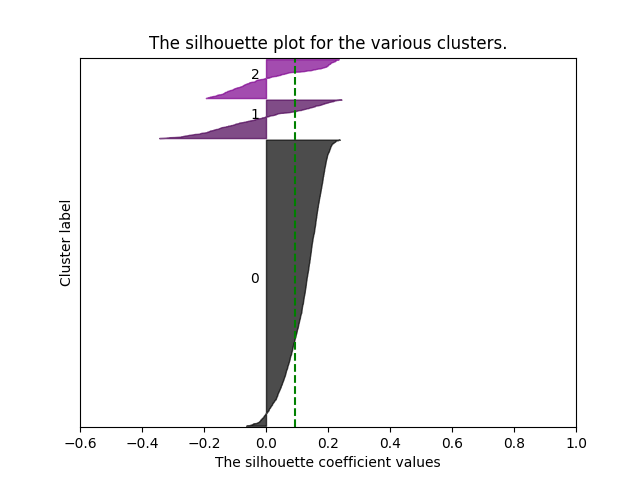 The silhouette plot for the various clusters.
2
1
0
Cluster label
−0.6 −0.4 −0.2 0.0 0.2 0.4 0.6 0.8 1.0
The silhouette coefficient values